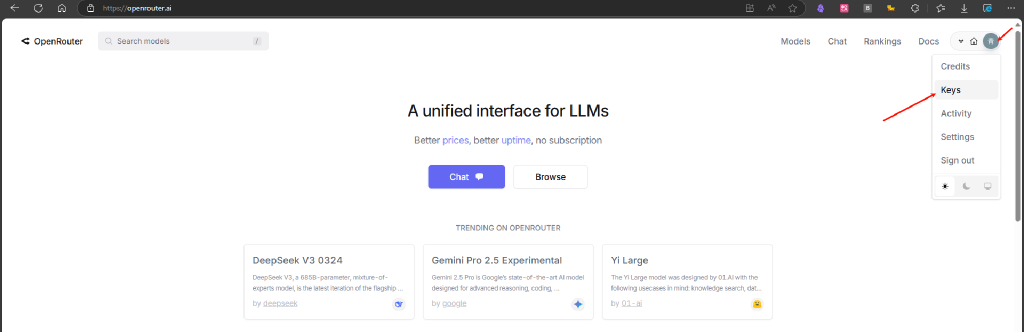 https://openrouter.ai
OpenRouter
Search models
/
Models
Chat
Rankings
Docs
Credits
Keys
Activity
Settings
Sign out
A unified interface for LLMs
Better prices, better uptime, no subscription
Chat
Browse
TRENDING ON OPENROUTER
DeepSeek V3 0324
DeepSeek V3, a 685B-parameter, mixture-of-
experts model, is the latest iteration of the flagship ...
by deepseek
Gemini Pro 2.5 Experimental
Gemini 2.5 Pro is Google's state-of-the-art AI model
designed for advanced reasoning, coding, ...
by google
Yi Large
The Yi Large model was designed by 01.AI with the
following usecases in mind: knowledge search, dat...
by 01-ai